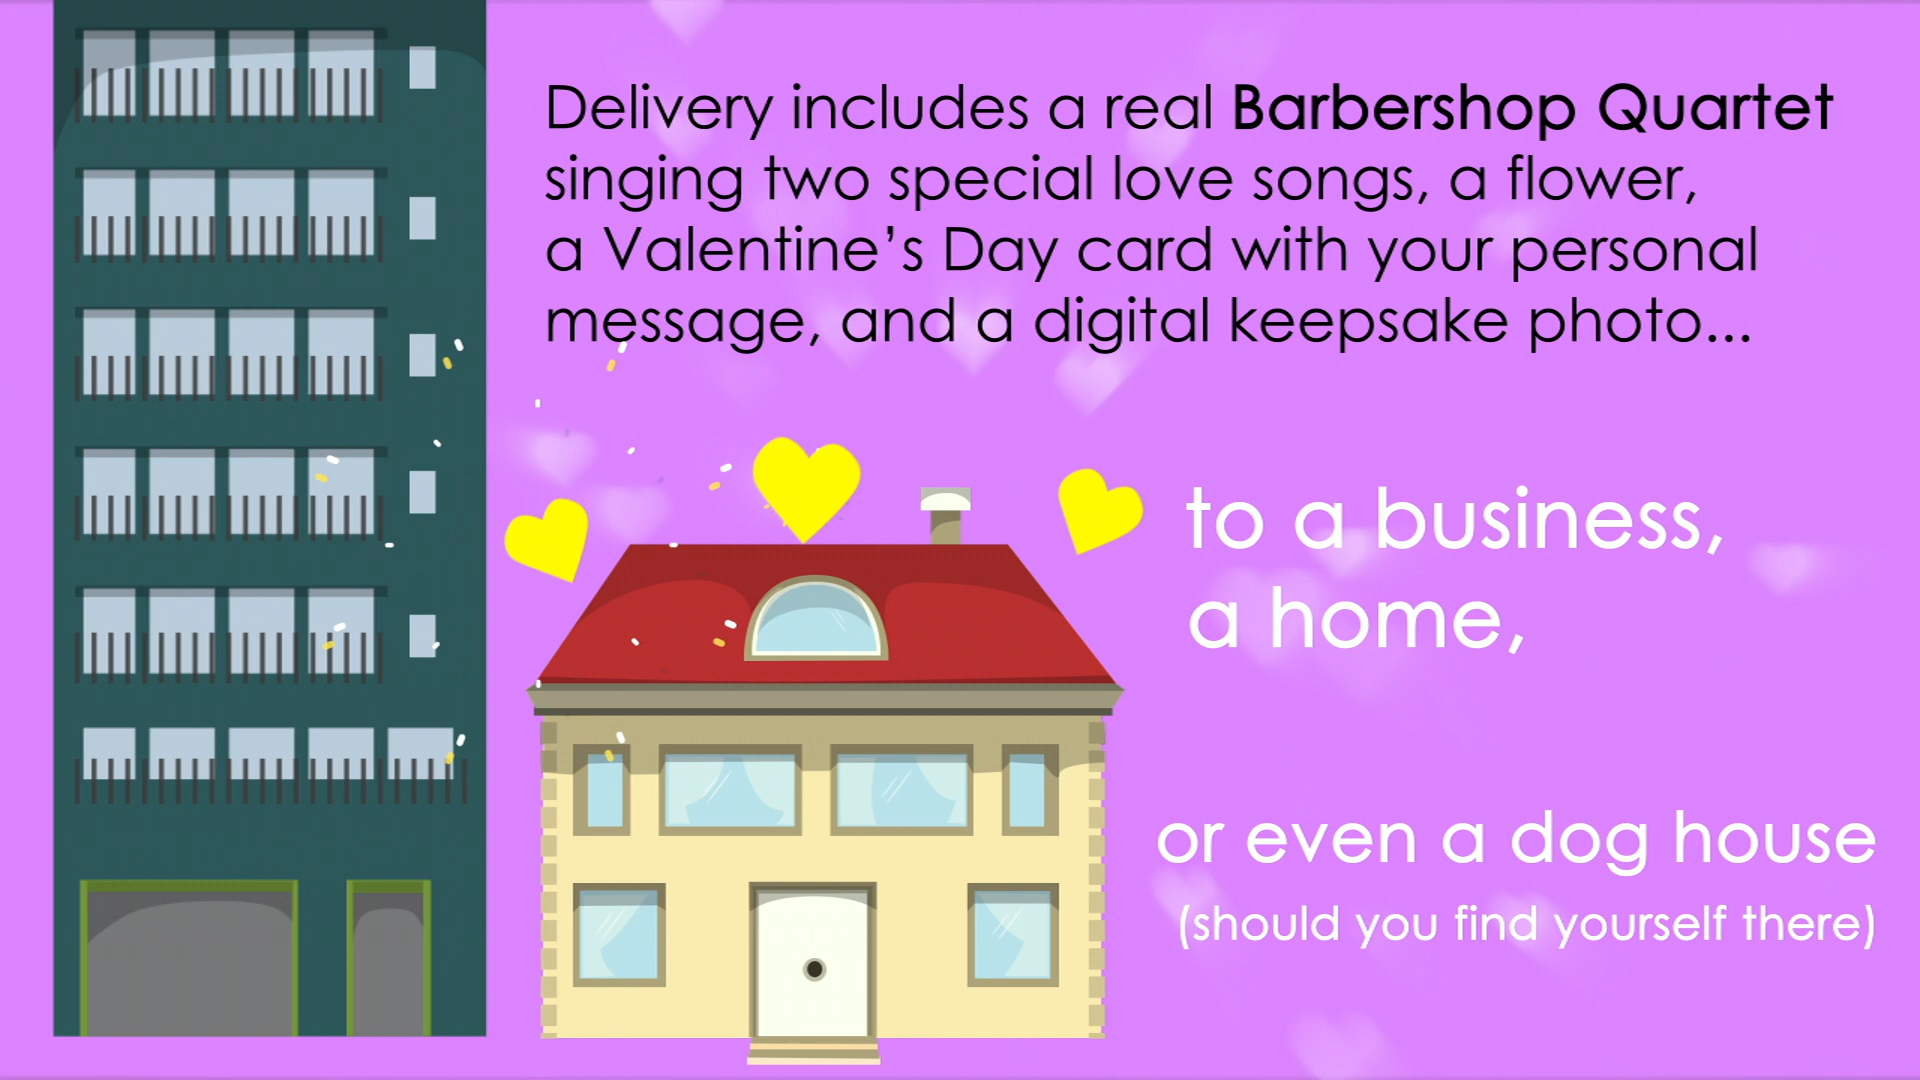 Delivery includes a real Barbershop Quartet
singing two special love songs, a flower,
a Valentine’s Day card with your personal
message, and a digital keepsake photo...
to a business,
a home,
or even a dog house
(should you find yourself there)